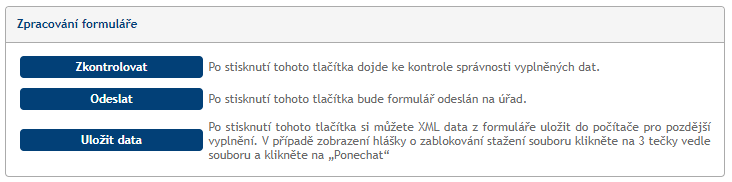 Zpracování formuláře
Zkontrolovat Po stisknutí tohoto tlačítka dojde ke kontrole správnosti vyplněných dat.
Odeslat Po stisknutí tohoto tlačítka bude formulář odeslán na úřad.
Uložit data Po stisknutí tohoto tlačítka si můžete XML data z formuláře uložit do počítače pro pozdější
vyplnění. V případě zobrazení hlášky o zablokování stažení souboru klikněte na 3 tečky vedle
souboru a klikněte na „Ponechat“